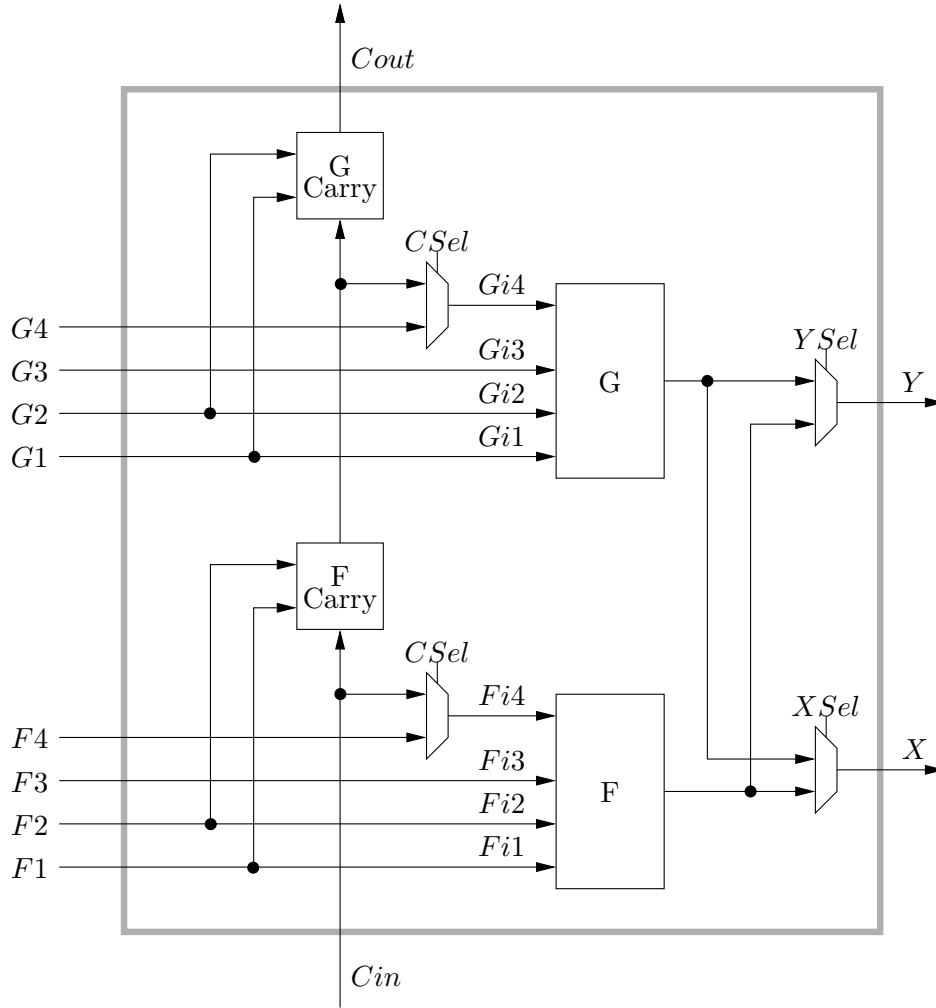 Cout
G
Carry
CSel
Gi4
G4
Gi3
G3
Gi2
G2
Gi1
G1
G
YSel
Y
F
Carry
CSel
Fi4
F4
Fi3
F3
Fi2
F2
Fi1
F1
F
XSel
X
Cin